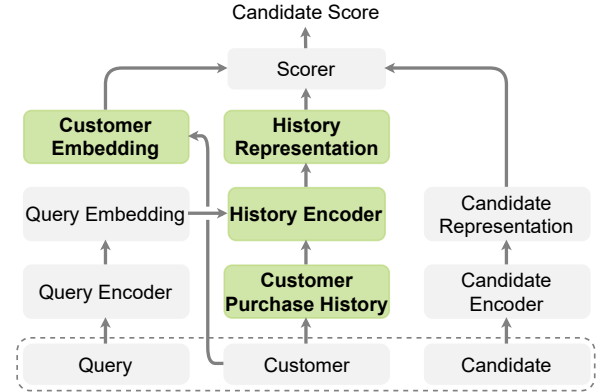 Candidate Score
Scorer
Customer
Embedding
History
Representation
Query Embedding
History Encoder
Candidate
Representation
Query Encoder
Customer
Purchase History
Candidate
Encoder
Query
Customer
Candidate